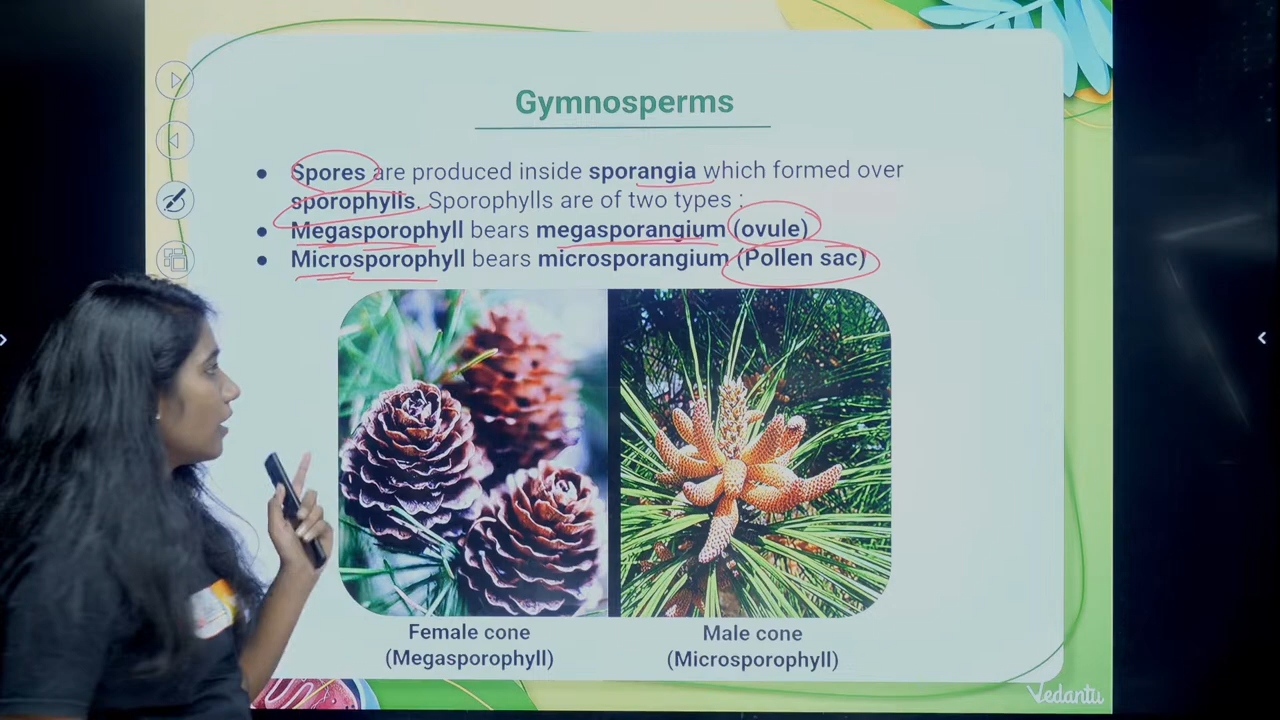 Gymnosperms
● Spores are produced inside sporangia which formed over
sporophylls. Sporophylls are of two types :
● Megasporophyll bears megasporangium (ovule)
● Microsporophyll bears microsporangium (Pollen sac)
Female cone
(Megasporophyll)
Male cone
(Microsporophyll)
Vedantu